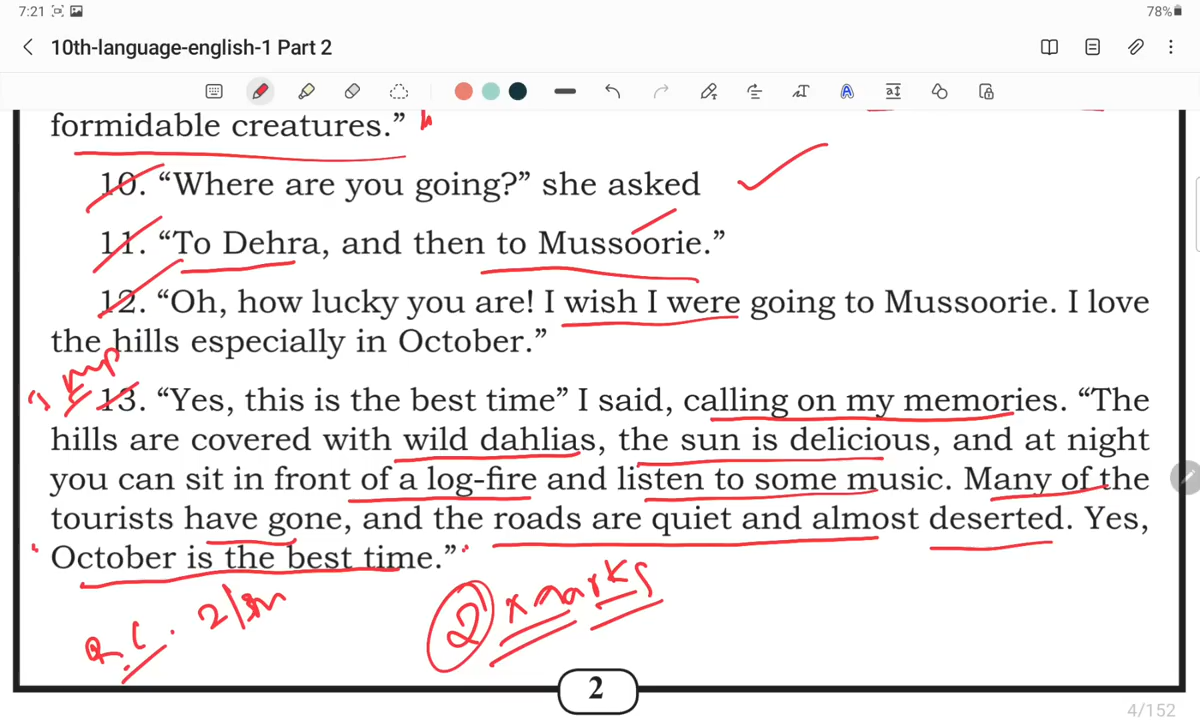 7:21
78%
10th-language-english-1 Part 2
formidable creatures.”
10. “Where are you going?” she asked
11. “To Dehra, and then to Mussoorie.”
12. “Oh, how lucky you are! I wish I were going to Mussoorie. I love
the hills especially in October.”
Imp
13. “Yes, this is the best time” I said, calling on my memories. “The
hills are covered with wild dahlias, the sun is delicious, and at night
you can sit in front of a log-fire and listen to some music. Many of the
tourists have gone, and the roads are quiet and almost deserted. Yes,
October is the best time.”
2 x marks
2
4/152